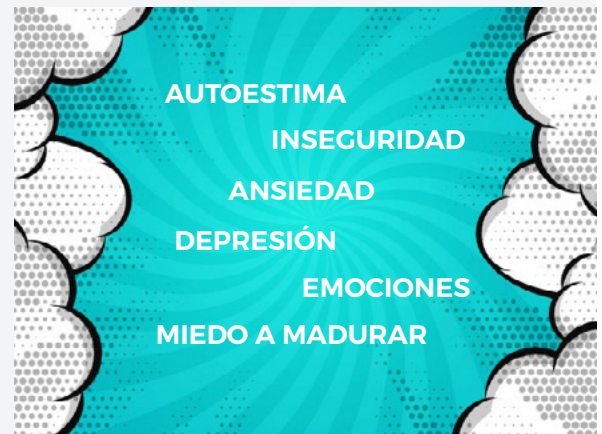 AUTOESTIMA
INSEGURIDAD
ANSIEDAD
DEPRESIÓN
EMOCIONES
MIEDO A MADURAR